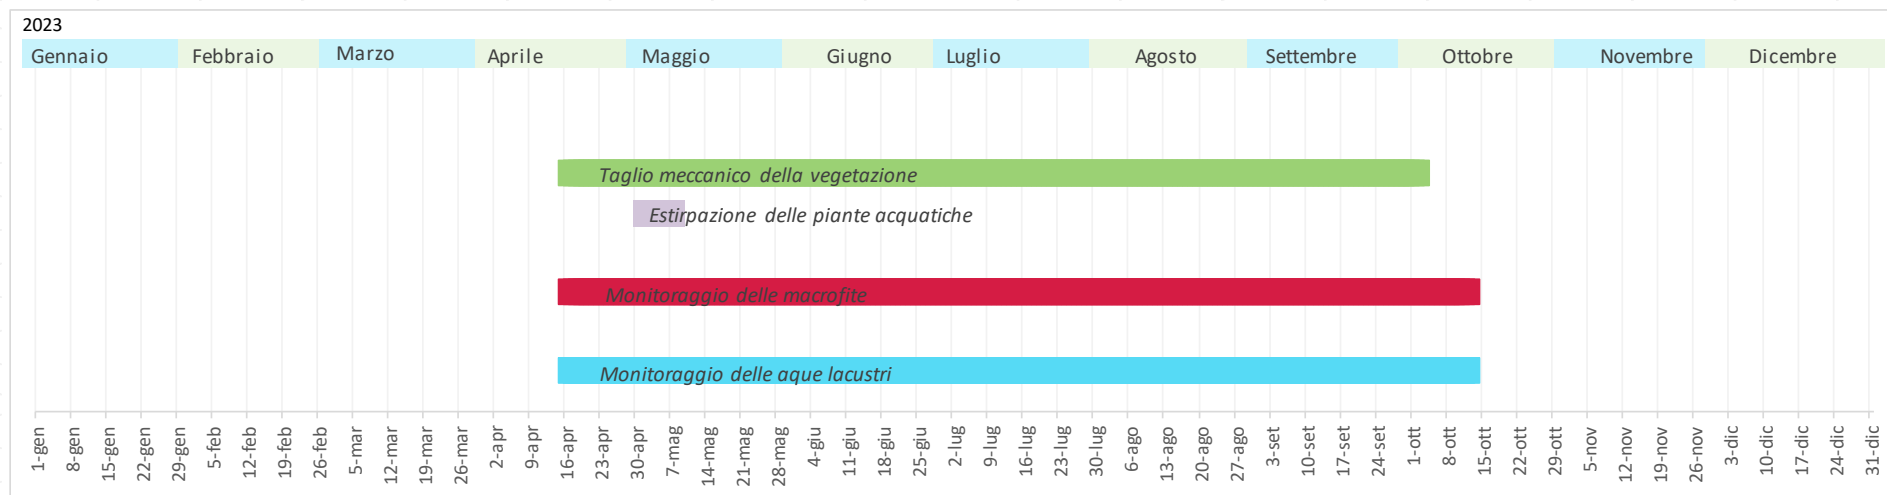 2023
Gennaio Febbraio Marzo Aprile Maggio Giugno Luglio Agosto Settembre Ottobre Novembre Dicembre
Taglio meccanico della vegetazione
Estirpazione delle piante acquatiche
Monitoraggio delle macrofite
Monitoraggio delle aque lacustri
1-gen 8-gen 15-gen 22-gen 29-gen 5-feb 12-feb 19-feb 26-feb 5-mar 12-mar 19-mar 26-mar 2-apr 9-apr 16-apr 23-apr 30-apr 7-mag 14-mag 21-mag 28-mag 4-giu 11-giu 18-giu 25-giu 2-lug 9-lug 16-lug 23-lug 30-lug 6-ago 13-ago 20-ago 27-ago 3-set 10-set 17-set 24-set 1-ott 8-ott 15-ott 22-ott 29-ott 5-nov 12-nov 19-nov 26-nov 3-dic 10-dic 17-dic 24-dic 31-dic